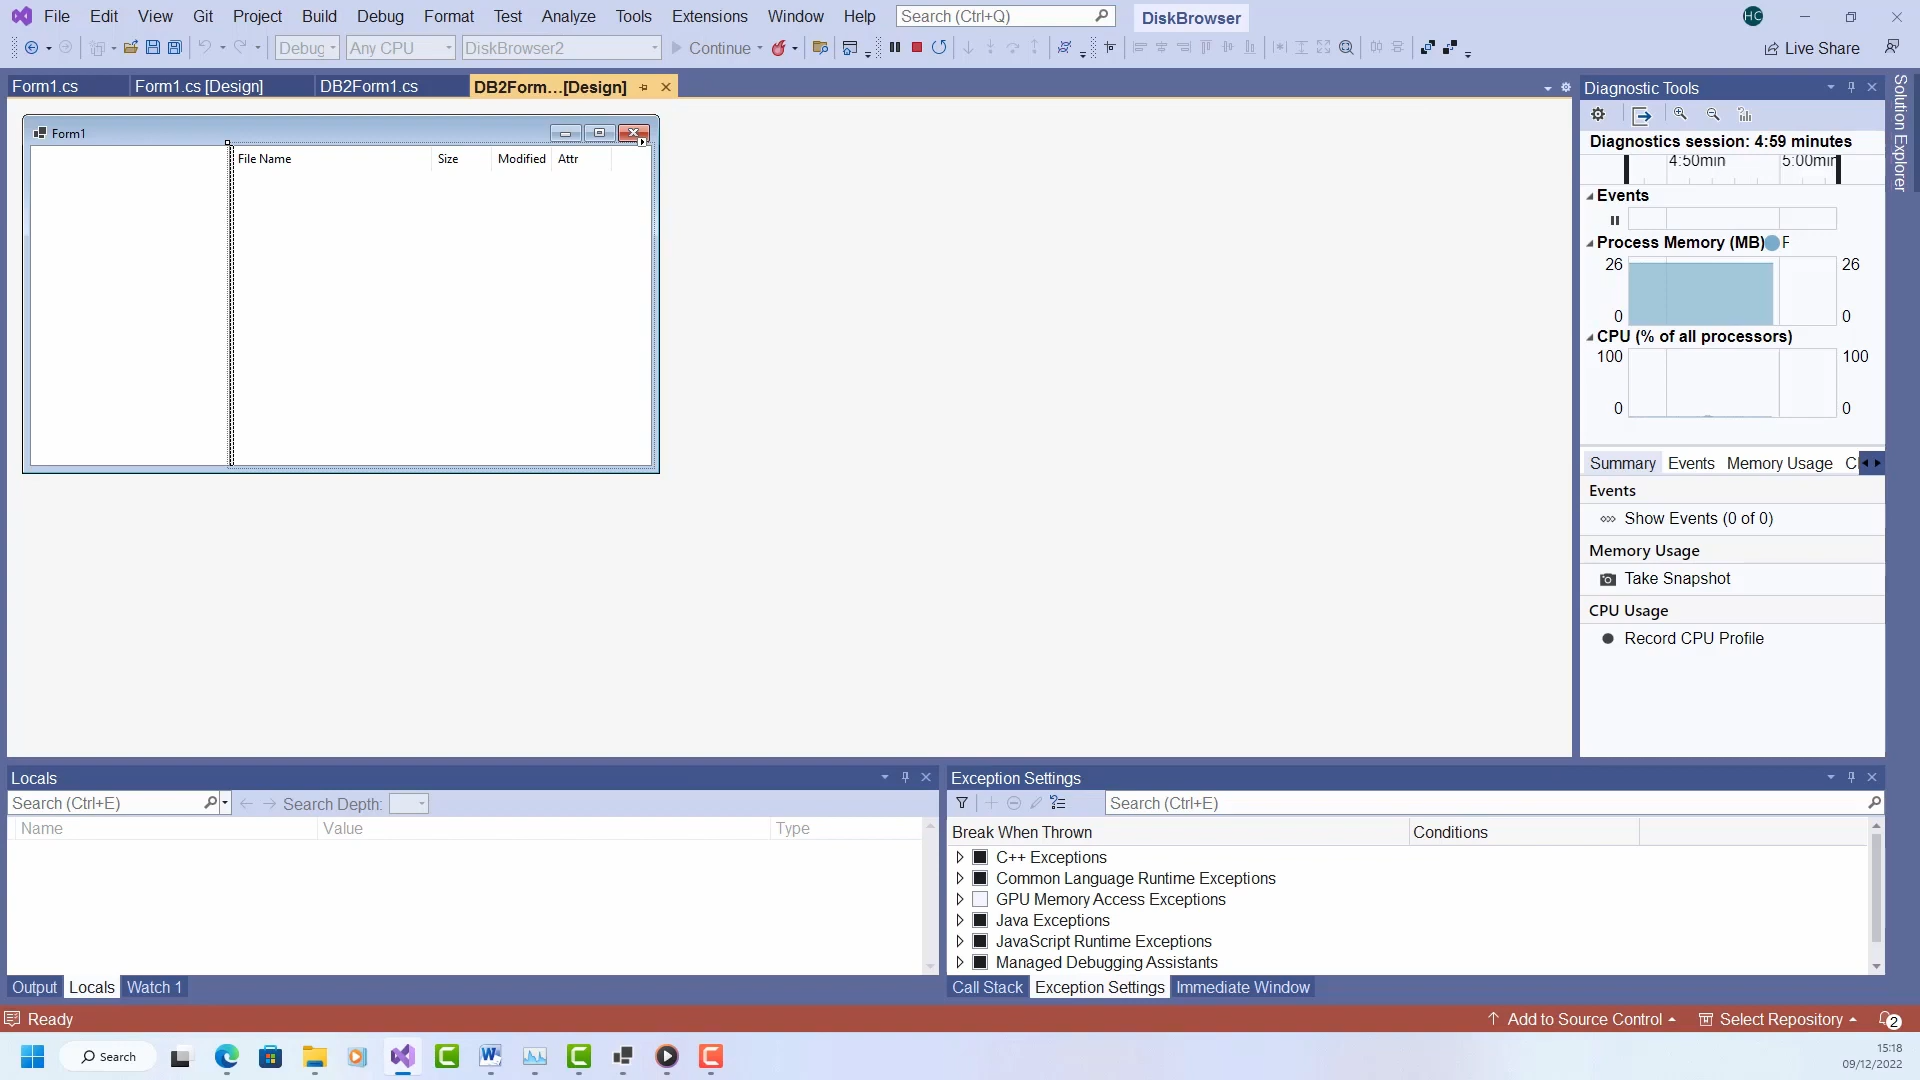 File Edit View Git Project Build Debug Format Test Analyze Tools Extensions Window Help Search (Ctrl+Q) DiskBrowser HC
Debug Any CPU DiskBrowser2 Continue Live Share
Form1.cs Form1.cs [Design] DB2Form1.cs DB2Form...[Design]
Form1
File Name Size Modified Attr
Diagnostic Tools
Diagnostics session: 4:59 minutes
4:50min 5:00min
Events
Process Memory (MB) F
26 26
0 0
CPU (% of all processors)
100 100
0 0
Summary Events Memory Usage C
Events
Show Events (0 of 0)
Memory Usage
Take Snapshot
CPU Usage
Record CPU Profile
Solution Explorer
Locals
Search (Ctrl+E) Search Depth:
Name Value Type
Output Locals Watch 1
Exception Settings
Search (Ctrl+E)
Break When Thrown Conditions
C++ Exceptions
Common Language Runtime Exceptions
GPU Memory Access Exceptions
Java Exceptions
JavaScript Runtime Exceptions
Managed Debugging Assistants
Call Stack Exception Settings Immediate Window
Ready Add to Source Control Select Repository 2
Search
15:18
09/12/2022